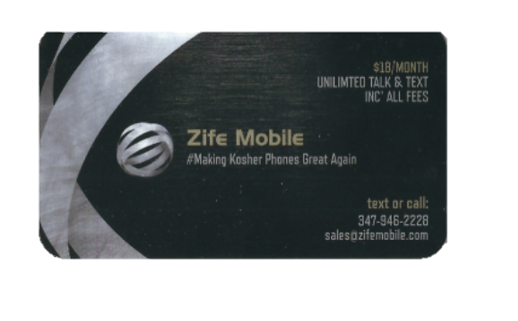 $18/MONTH
UNILIMTED TALK & TEXT
INC' ALL FEES
Zife Mobile
#Making Kosher Phones Great Again
text or call:
347-946-2228
sales@zifemobile.com